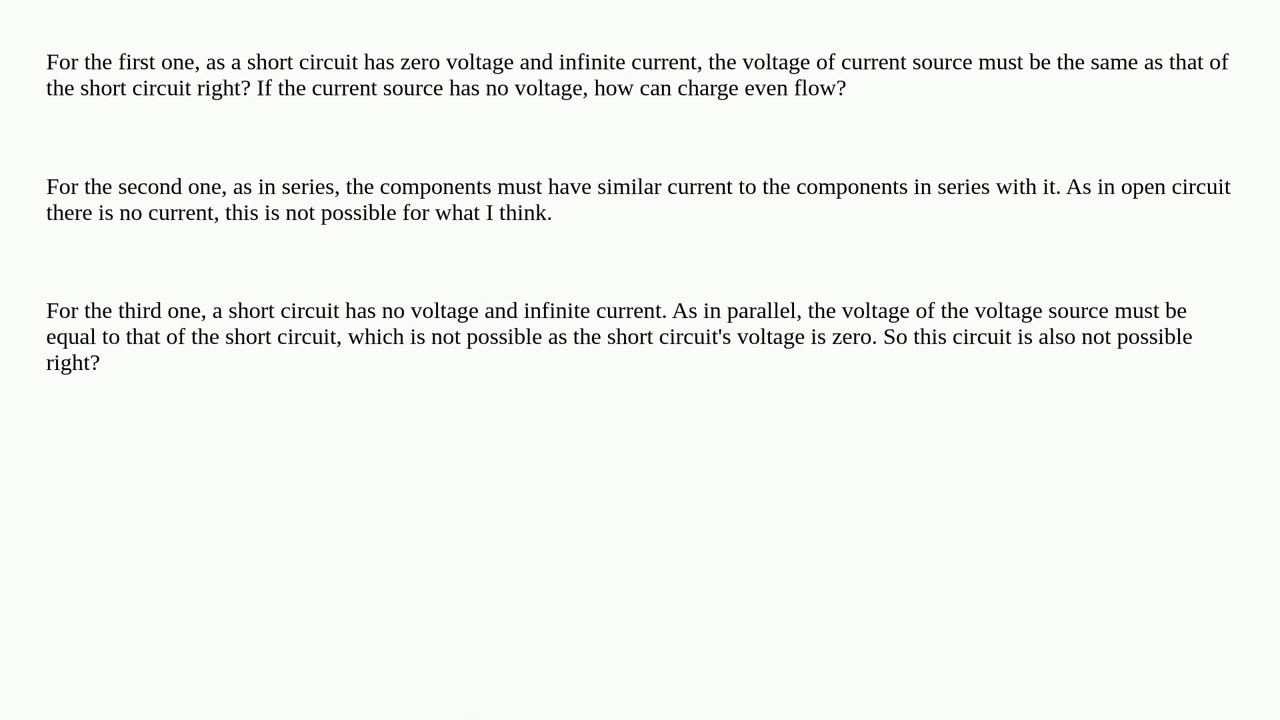 For the first one, as a short circuit has zero voltage and infinite current, the voltage of current source must be the same as that of
the short circuit right? If the current source has no voltage, how can charge even flow?
For the second one, as in series, the components must have similar current to the components in series with it. As in open circuit
there is no current, this is not possible for what I think.
For the third one, a short circuit has no voltage and infinite current. As in parallel, the voltage of the voltage source must be
equal to that of the short circuit, which is not possible as the short circuit's voltage is zero. So this circuit is also not possible
right?